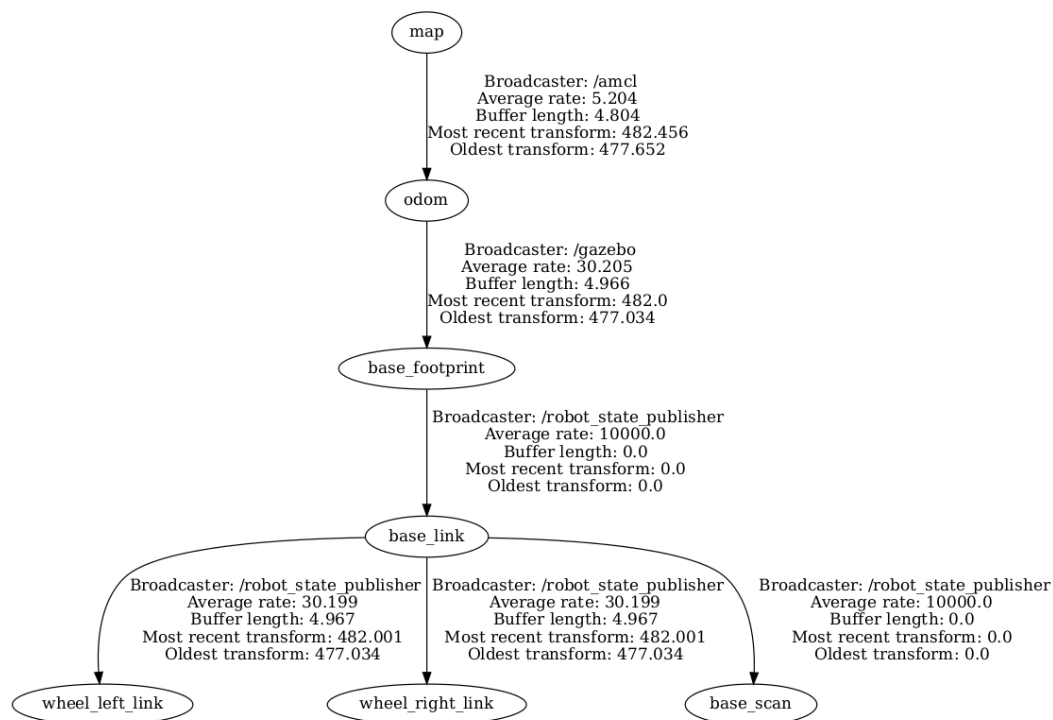 map
Broadcaster: /amcl
Average rate: 5.204
Buffer length: 4.804
Most recent transform: 482.456
Oldest transform: 477.652
odom
Broadcaster: /gazebo
Average rate: 30.205
Buffer length: 4.966
Most recent transform: 482.0
Oldest transform: 477.034
base_footprint
Broadcaster: /robot_state_publisher
Average rate: 10000.0
Buffer length: 0.0
Most recent transform: 0.0
Oldest transform: 0.0
base_link
Broadcaster: /robot_state_publisher
Average rate: 30.199
Buffer length: 4.967
Most recent transform: 482.001
Oldest transform: 477.034
Broadcaster: /robot_state_publisher
Average rate: 30.199
Buffer length: 4.967
Most recent transform: 482.001
Oldest transform: 477.034
Broadcaster: /robot_state_publisher
Average rate: 10000.0
Buffer length: 0.0
Most recent transform: 0.0
Oldest transform: 0.0
wheel_left_link
wheel_right_link
base_scan